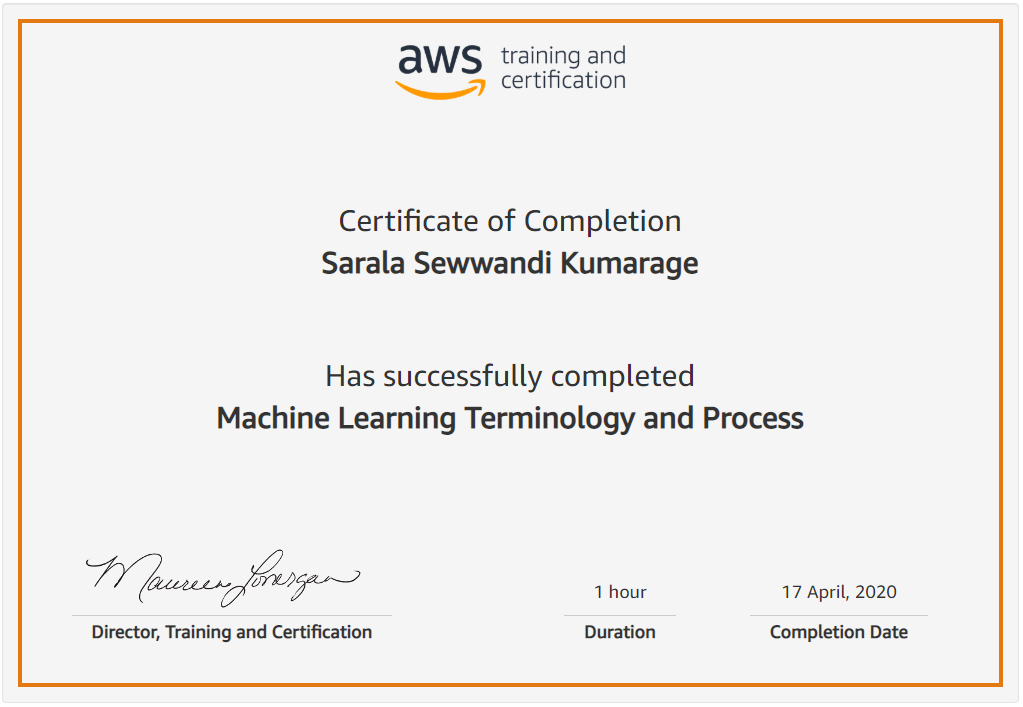 aws training and
certification
Certificate of Completion
Sarala Sewwandi Kumarage
Has successfully completed
Machine Learning Terminology and Process
Maureen Lonergan
1 hour
17 April, 2020
Director, Training and Certification
Duration
Completion Date